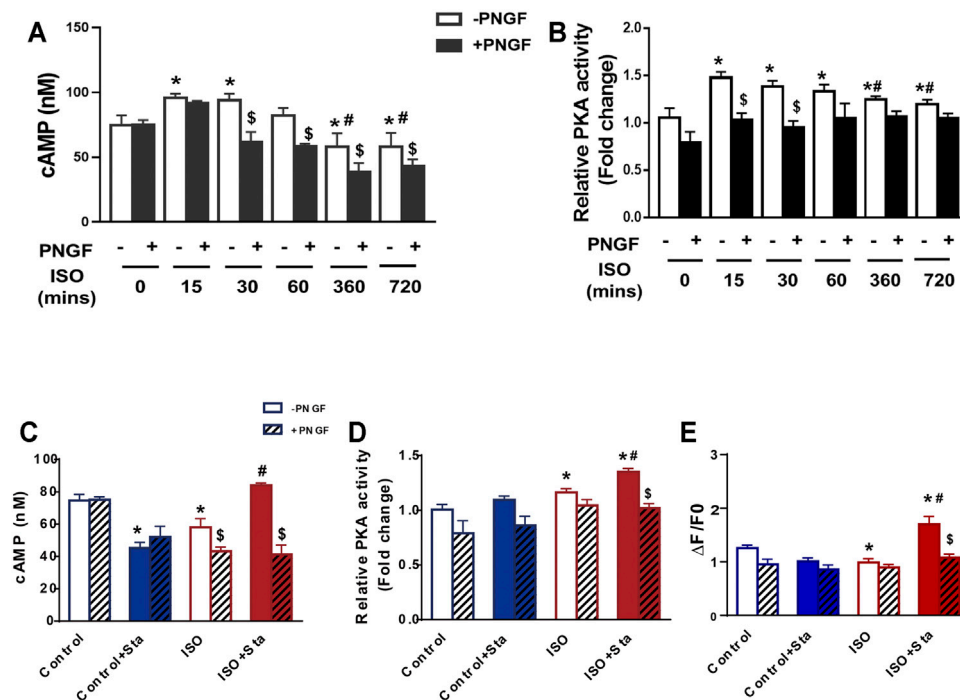 -PNGF
+PNGF
A
cAMP (nM)
150
100
50
0
* * $ $ * # $ * # $
PNGF - + - + - + - + - + - +
ISO
(mins) 0 15 30 60 360 720
B
Relative PKA activity
(Fold change)
2.0
1.5
1.0
0.5
0.0
* $ * $ * *# *#
PNGF - + - + - + - + - + - +
ISO
(mins) 0 15 30 60 360 720
-PN GF
+ PN GF
C
cAMP (nM)
100
80
60
40
20
0
* * $ # $
Control Control+Sta ISO ISO+Sta
D
Relative PKA activity
(Fold change)
1.5
1.0
0.5
0.0
* *# $
Control Control+Sta ISO ISO+Sta
E
ΔF/F0
3
2
1
0
* *# $
Control Control+Sta ISO ISO+Sta